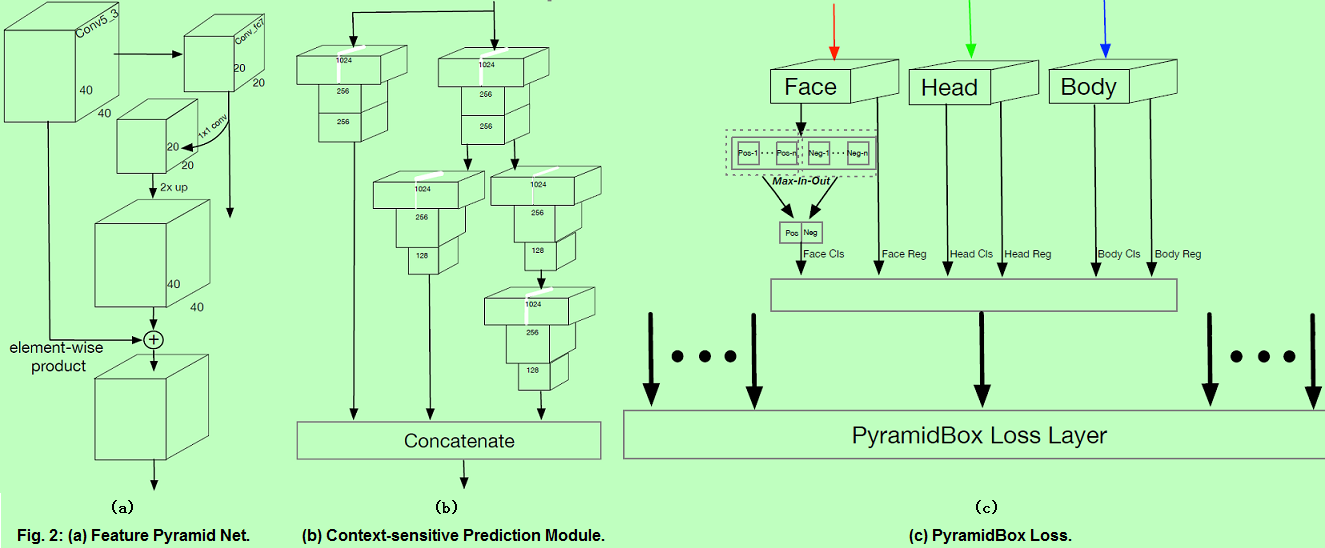 Conv5_3
Conv_fc7
40
40
20
20
1x1 conv
20
20
2x up
40
40
+
element-wise
product
(a)
Fig. 2: (a) Feature Pyramid Net.
1024
256
256
1024
256
256
1024
256
128
1024
256
128
1024
256
128
Concatenate
(b)
(b) Context-sensitive Prediction Module.
Face
Head
Body
Pos-1 ··· Pos-n
Neg-1 ··· Neg-n
Max-In-Out
Pos
Neg
Face Cls
Face Reg
Head Cls
Head Reg
Body Cls
Body Reg
PyramidBox Loss Layer
(c)
(c) PyramidBox Loss.